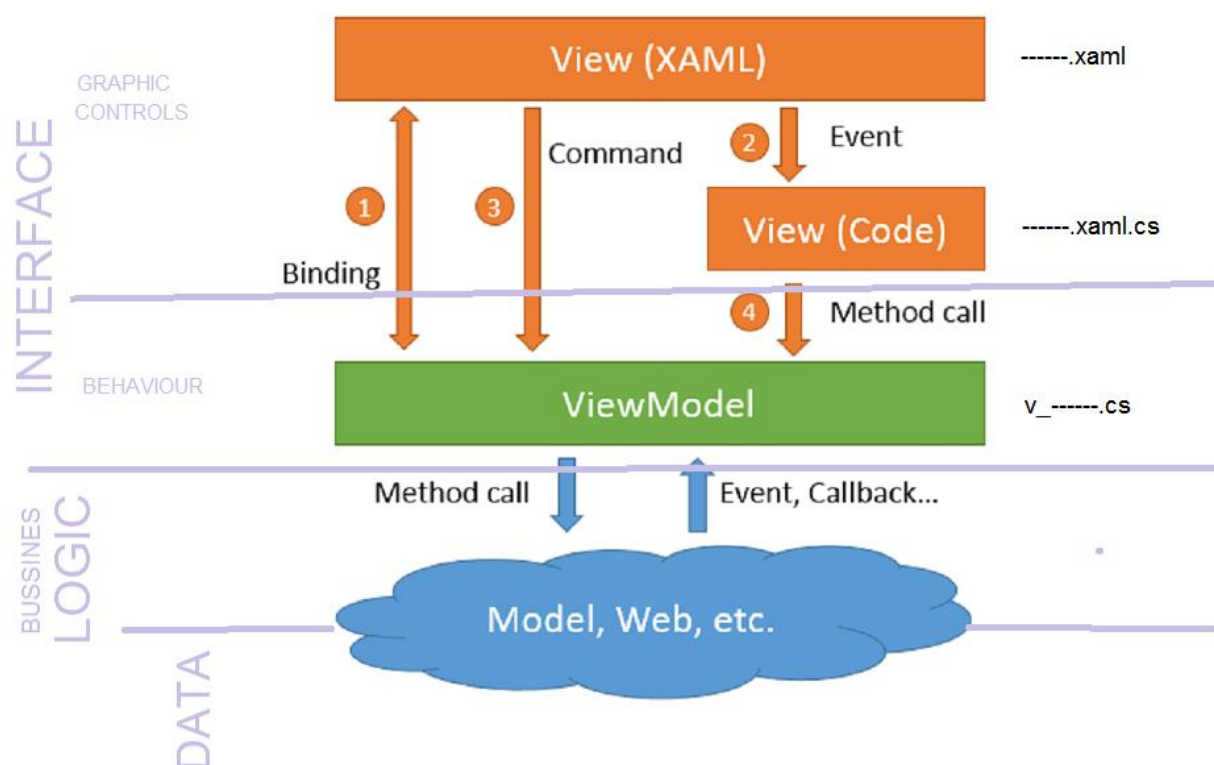 View (XAML)
------.xaml
GRAPHIC
CONTROLS
2
Event
Command
1
3
View (Code)
------.xaml.cs
Binding
INTERFACE
4
Method call
BEHAVIOUR
ViewModel
v_------.cs
Method call
Event, Callback...
BUSSINES
LOGIC
Model, Web, etc.
DATA